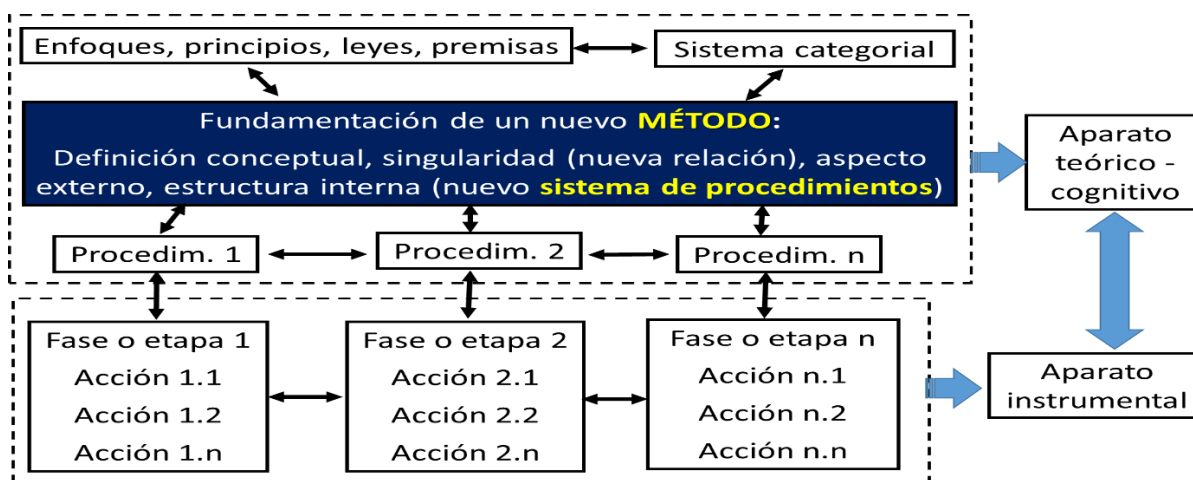 Enfoques, principios, leyes, premisas
Sistema categorial
Fundamentación de un nuevo MÉTODO:
Definición conceptual, singularidad (nueva relación), aspecto
externo, estructura interna (nuevo sistema de procedimientos)
Aparato
teórico -
cognitivo
Procedim. 1
Procedim. 2
Procedim. n
Fase o etapa 1
Acción 1.1
Acción 1.2
Acción 1.n
Fase o etapa 2
Acción 2.1
Acción 2.2
Acción 2.n
Fase o etapa n
Acción n.1
Acción n.2
Acción n.n
Aparato
instrumental